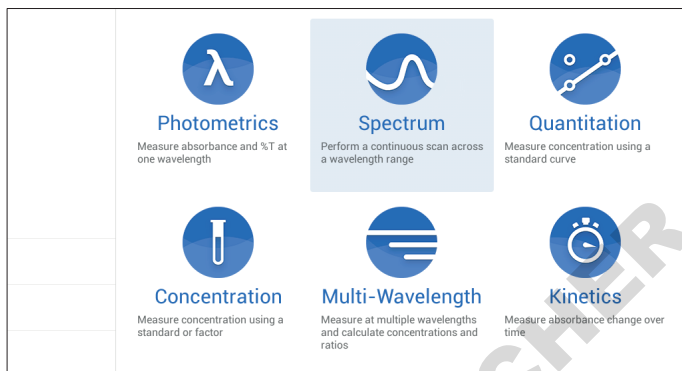 Photometrics
Measure absorbance and %T at
one wavelength
Spectrum
Perform a continuous scan across
a wavelength range
Quantitation
Measure concentration using a
standard curve
Concentration
Measure concentration using a
standard or factor
Multi-Wavelength
Measure at multiple wavelengths
and calculate concentrations and
ratios
Kinetics
Measure absorbance change over
time
CHER